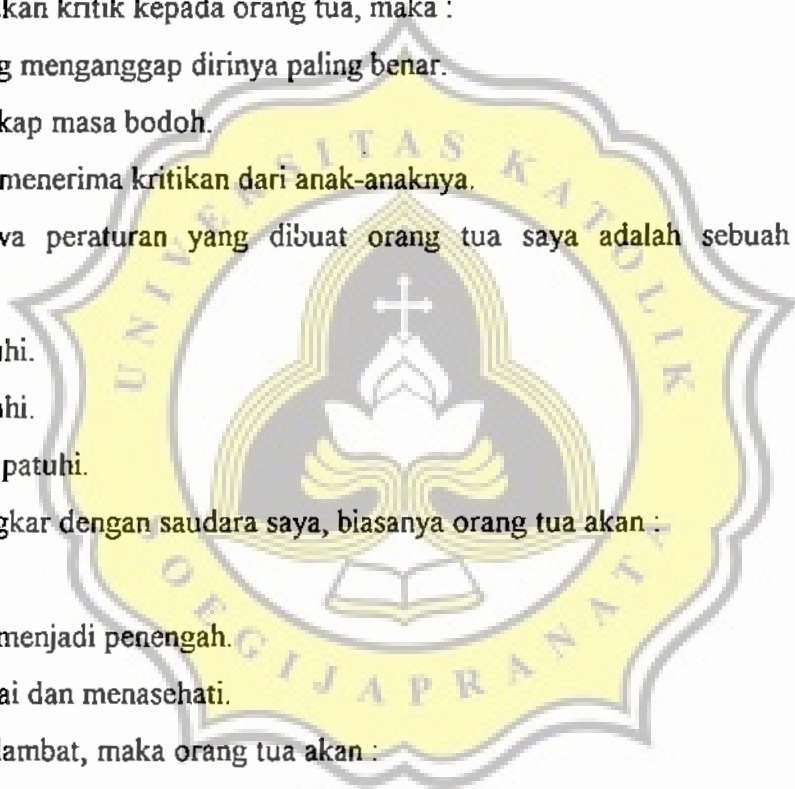 kan kritik kepada orang tua, maka :
menganggap dirinya paling benar.
kap masa bodoh.
UNIVERSITAS KATOLIK
menerima kritikan dari anak-anaknya.
va peraturan yang dibuat orang tua saya adalah sebuah
hi.
hi.
patuhi.
gkar dengan saudara saya, biasanya orang tua akan :
SOEGIJAPRANATA
menjadi penengah.
ai dan menasehati.
lambat, maka orang tua akan :